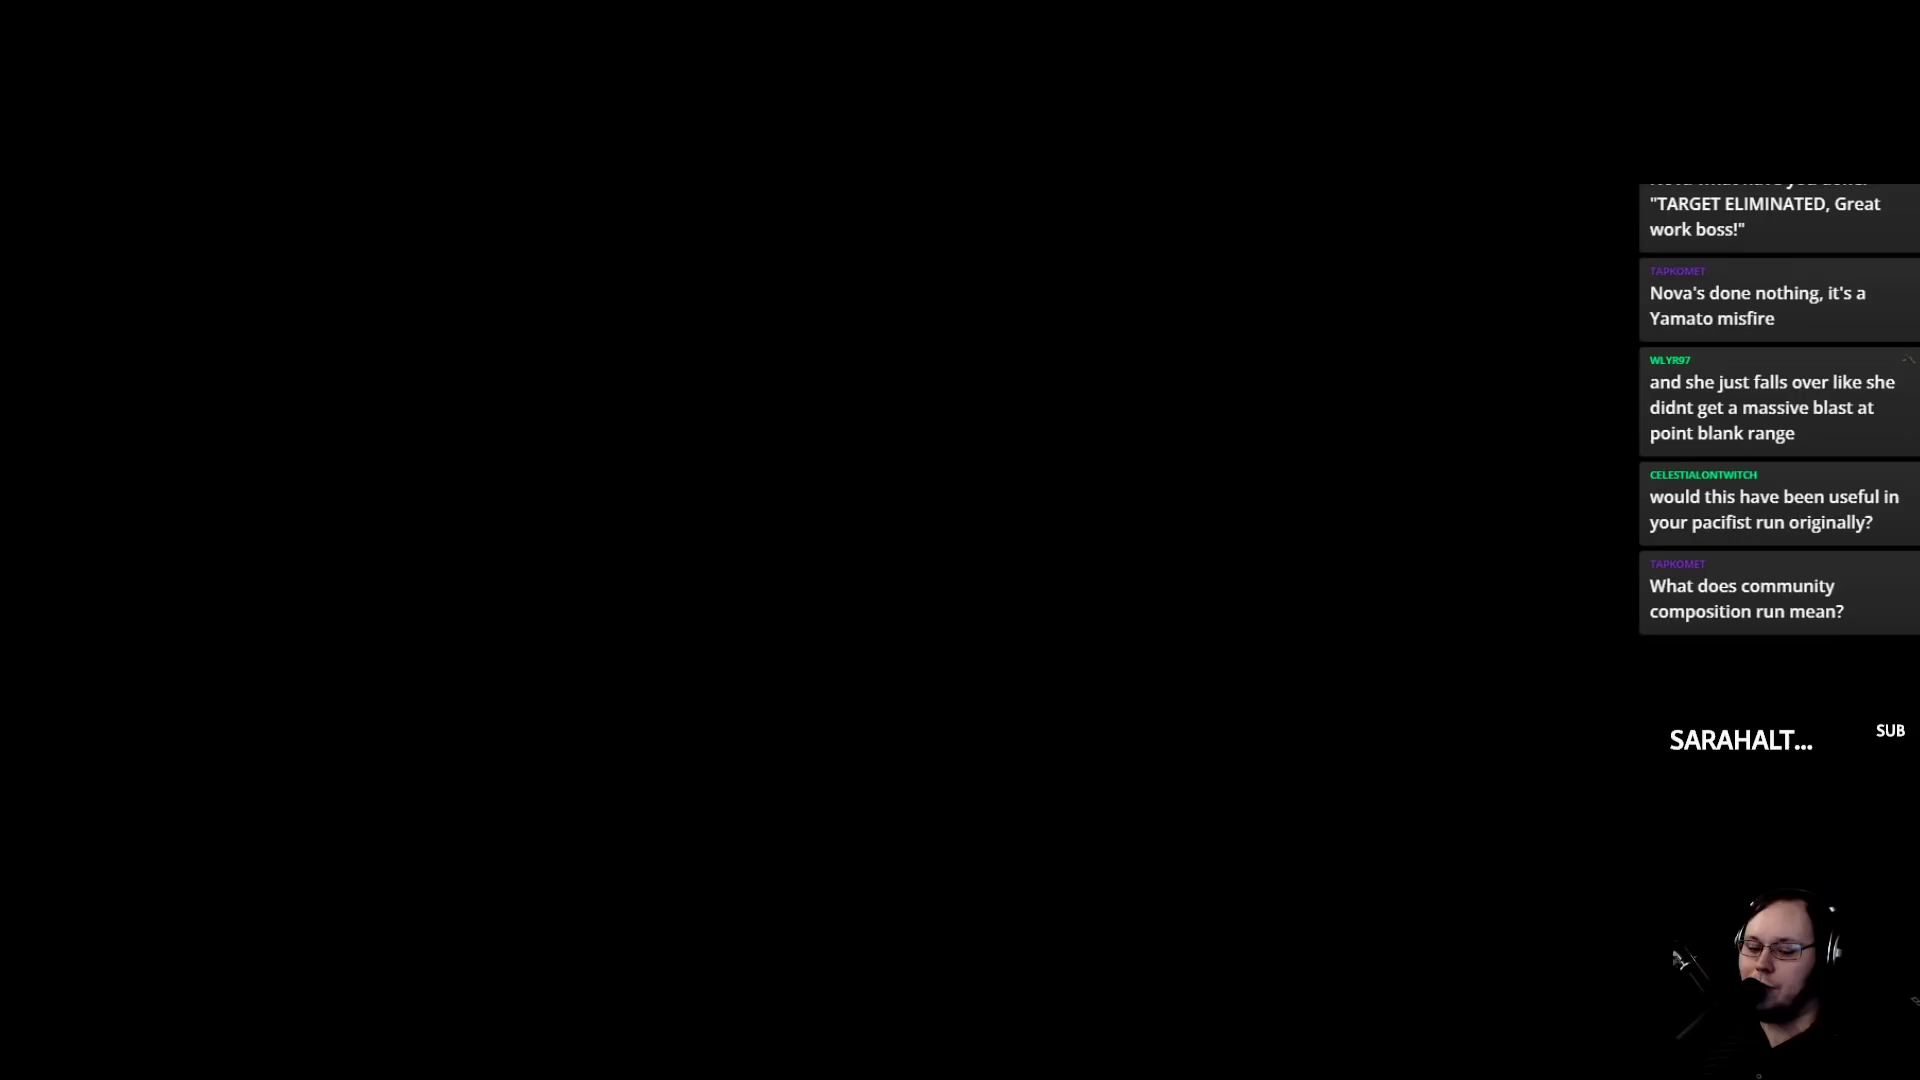 "TARGET ELIMINATED, Great
work boss!"
TAPKOMET
Nova's done nothing, it's a
Yamato misfire
WLYR97
and she just falls over like she
didnt get a massive blast at
point blank range
CELESTIALONTWITCH
would this have been useful in
your pacifist run originally?
TAPKOMET
What does community
composition run mean?
SARAHALT...
SUB